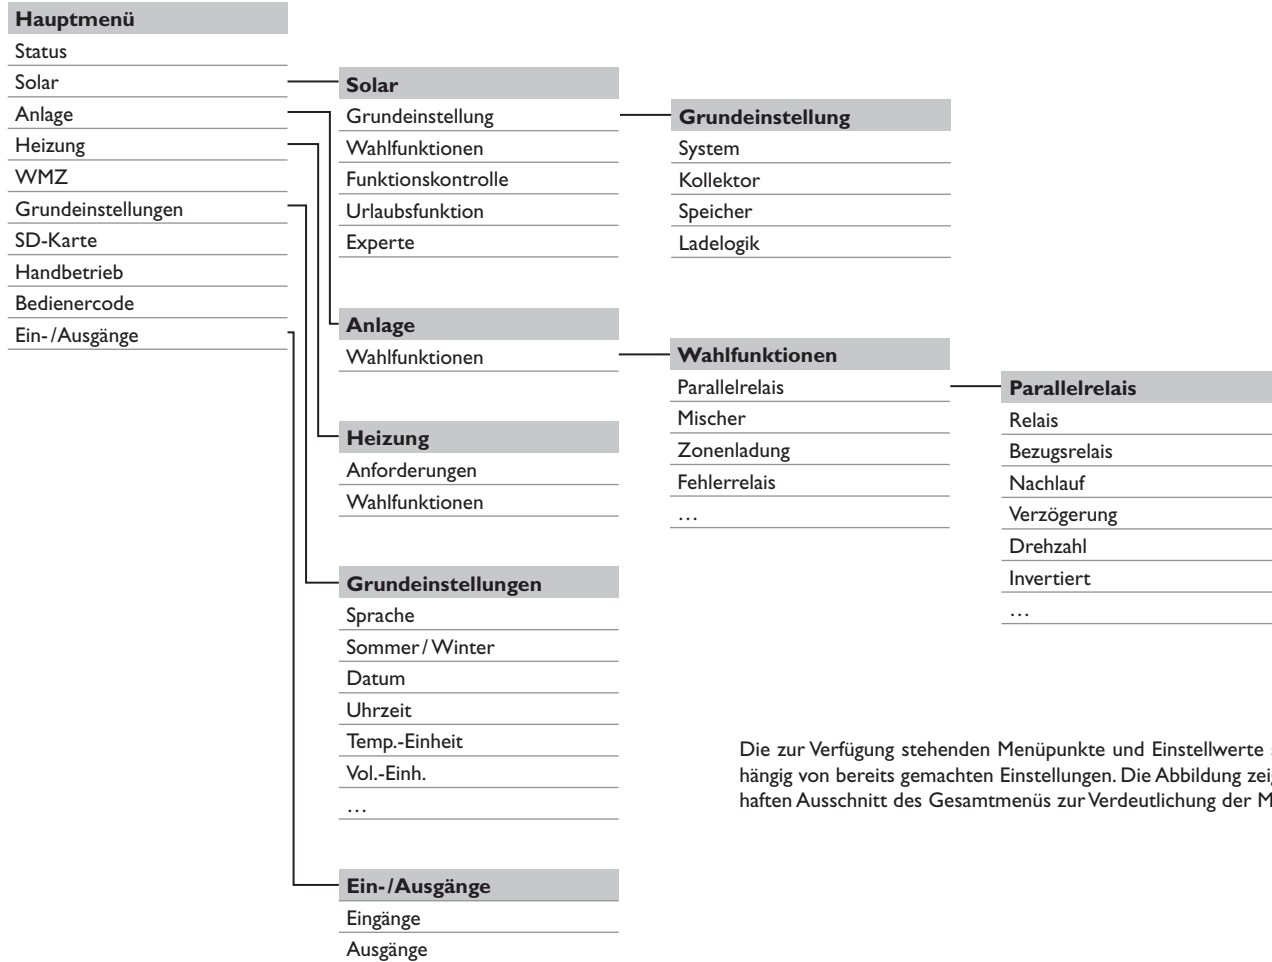 Hauptmenü
Status
Solar
Anlage
Heizung
WMZ
Grundeinstellungen
SD-Karte
Handbetrieb
Bedienercode
Ein-/Ausgänge
Solar
Grundeinstellung
Wahlfunktionen
Funktionskontrolle
Urlaubsfunktion
Experte
Grundeinstellung
System
Kollektor
Speicher
Ladelogik
Anlage
Wahlfunktionen
Wahlfunktionen
Parallelrelais
Mischer
Zonenladung
Fehlerrelais
…
Parallelrelais
Relais
Bezugsrelais
Nachlauf
Verzögerung
Drehzahl
Invertiert
…
Heizung
Anforderungen
Wahlfunktionen
Grundeinstellungen
Sprache
Sommer/Winter
Datum
Uhrzeit
Temp.-Einheit
Vol.-Einh.
…
Ein-/Ausgänge
Eingänge
Ausgänge
Die zur Verfügung stehenden Menüpunkte und Einstellwerte
hängig von bereits gemachten Einstellungen. Die Abbildung
haften Ausschnitt des Gesamtmenüs zur Verdeutlichung der